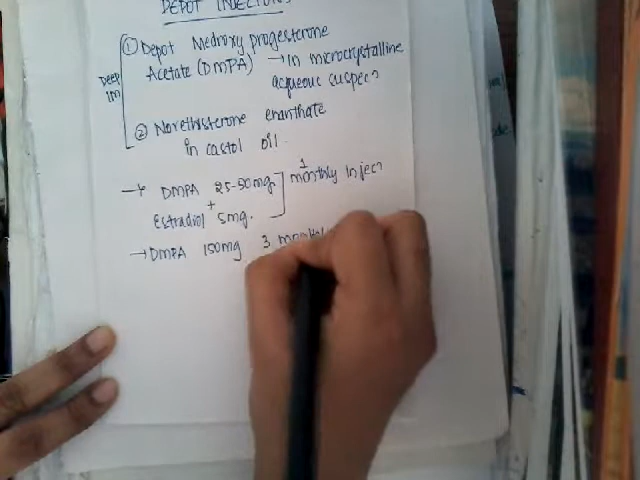 DEPOT INJECTIONS
① Depot Medroxy progesterone
Acetate (DMPA) → In microcrystalline
aqueous suspecⁿ
Deep
IM
② Norethisterone enanthate
in castol oil.
→ DMPA 25-50mg
+
Estradiol 5mg.
1
monthly Injecⁿ
→ DMPA 150mg 3 monthly